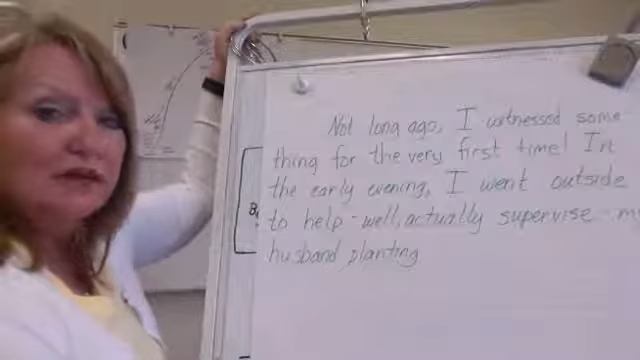 Not long ago, I witnessed some
thing for the very first time! In
the early evening, I went outside
to help - well, actually supervise - my
husband planting
B